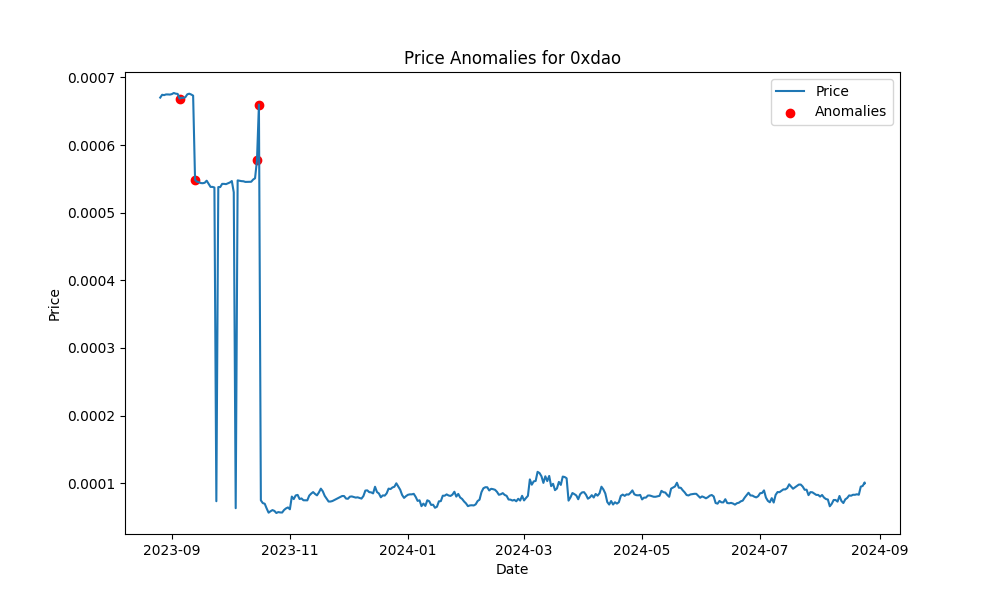 Price Anomalies for 0xdao
Price
Anomalies
0.0007
0.0006
0.0005
0.0004
0.0003
0.0002
0.0001
Price
2023-09 2023-11 2024-01 2024-03 2024-05 2024-07 2024-09
Date